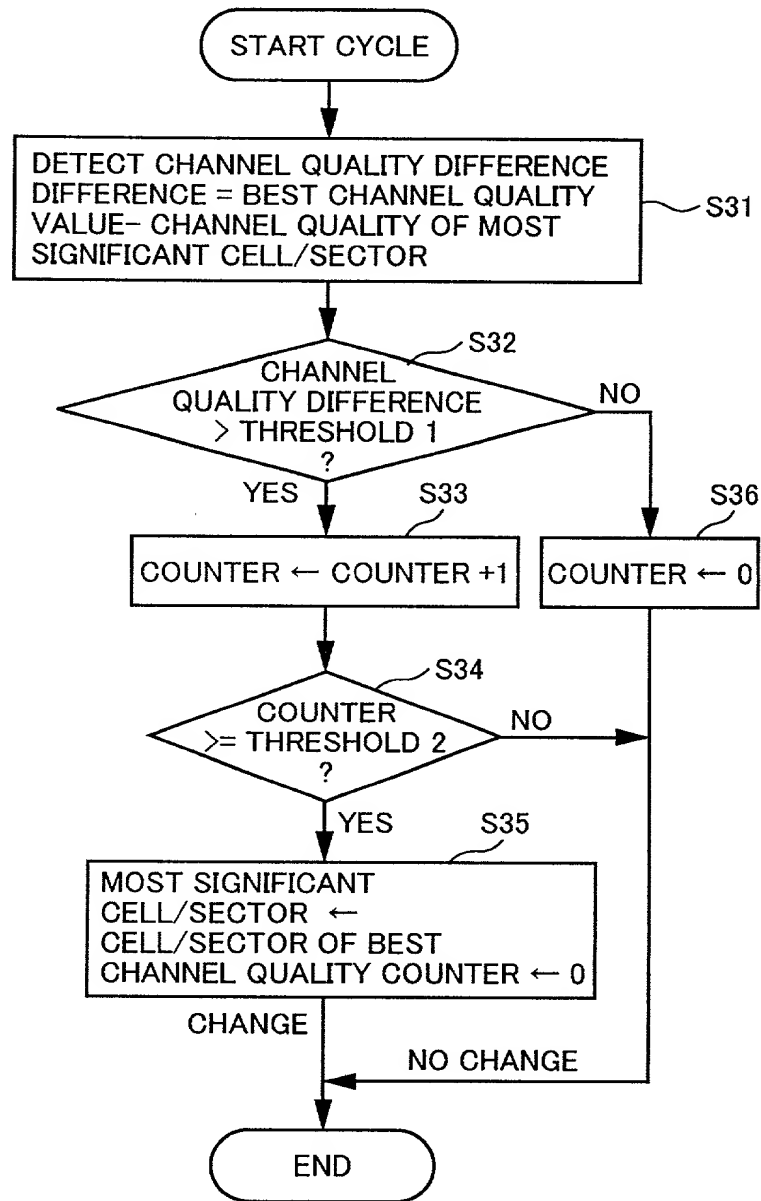 START CYCLE
DETECT CHANNEL QUALITY DIFFERENCE
DIFFERENCE = BEST CHANNEL QUALITY
VALUE– CHANNEL QUALITY OF MOST
SIGNIFICANT CELL/SECTOR
S31
S32
CHANNEL
QUALITY DIFFERENCE
> THRESHOLD 1
?
NO
YES
S33
S36
COUNTER ← COUNTER +1
COUNTER ← 0
S34
COUNTER
>= THRESHOLD 2
?
NO
YES
S35
MOST SIGNIFICANT
CELL/SECTOR ←
CELL/SECTOR OF BEST
CHANNEL QUALITY COUNTER ← 0
CHANGE
NO CHANGE
END